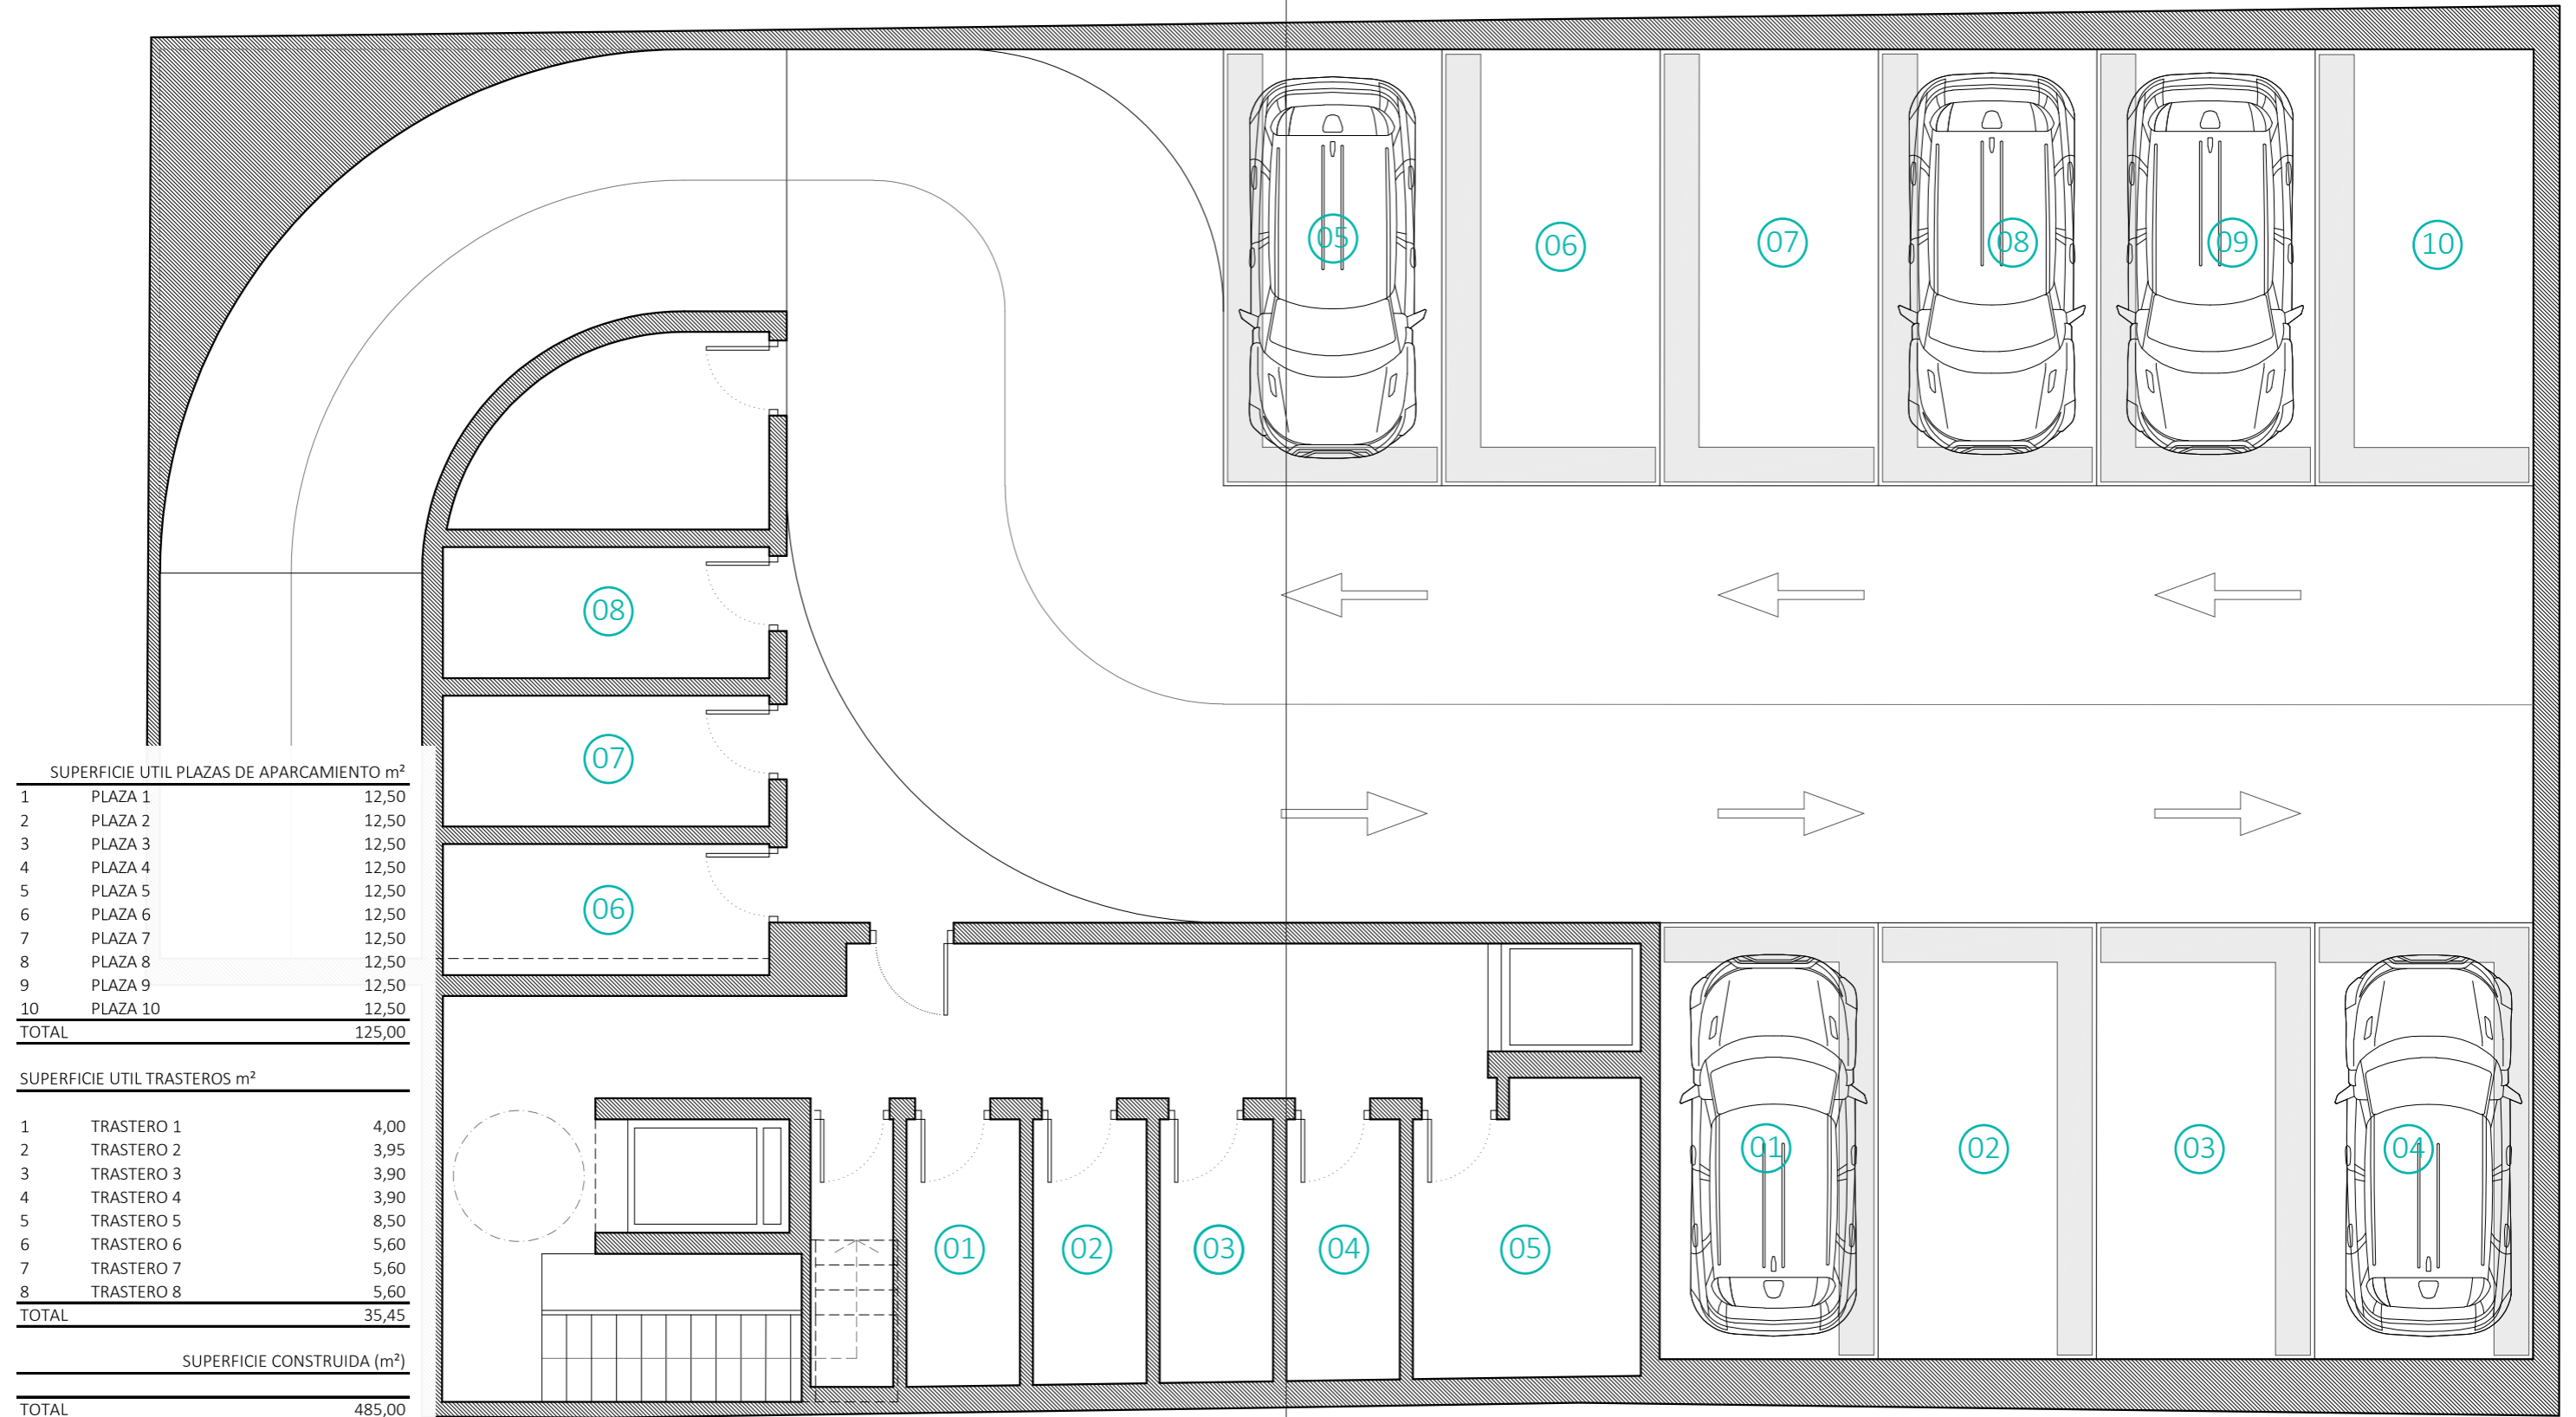 05
06
07
08
09
10
08
07
06
01
02
03
04
01
02
03
04
05
SUPERFICIE UTIL PLAZAS DE APARCAMIENTO m²
1 PLAZA 1 12,50
2 PLAZA 2 12,50
3 PLAZA 3 12,50
4 PLAZA 4 12,50
5 PLAZA 5 12,50
6 PLAZA 6 12,50
7 PLAZA 7 12,50
8 PLAZA 8 12,50
9 PLAZA 9 12,50
10 PLAZA 10 12,50
TOTAL 125,00
SUPERFICIE UTIL TRASTEROS m²
1 TRASTERO 1 4,00
2 TRASTERO 2 3,95
3 TRASTERO 3 3,90
4 TRASTERO 4 3,90
5 TRASTERO 5 8,50
6 TRASTERO 6 5,60
7 TRASTERO 7 5,60
8 TRASTERO 8 5,60
TOTAL 35,45
SUPERFICIE CONSTRUIDA (m²)
TOTAL 485,00